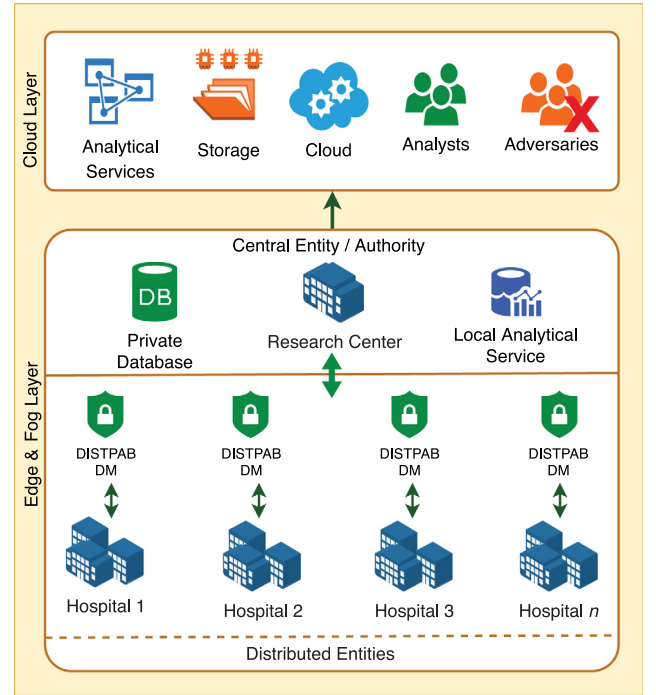 Cloud Layer
Analytical
Services
Storage
Cloud
Analysts
Adversaries
Edge & Fog Layer
Central Entity / Authority
DB
Private
Database
Research Center
Local Analytical
Service
DISTPAB
DM
DISTPAB
DM
DISTPAB
DM
DISTPAB
DM
Hospital 1
Hospital 2
Hospital 3
Hospital n
Distributed Entities